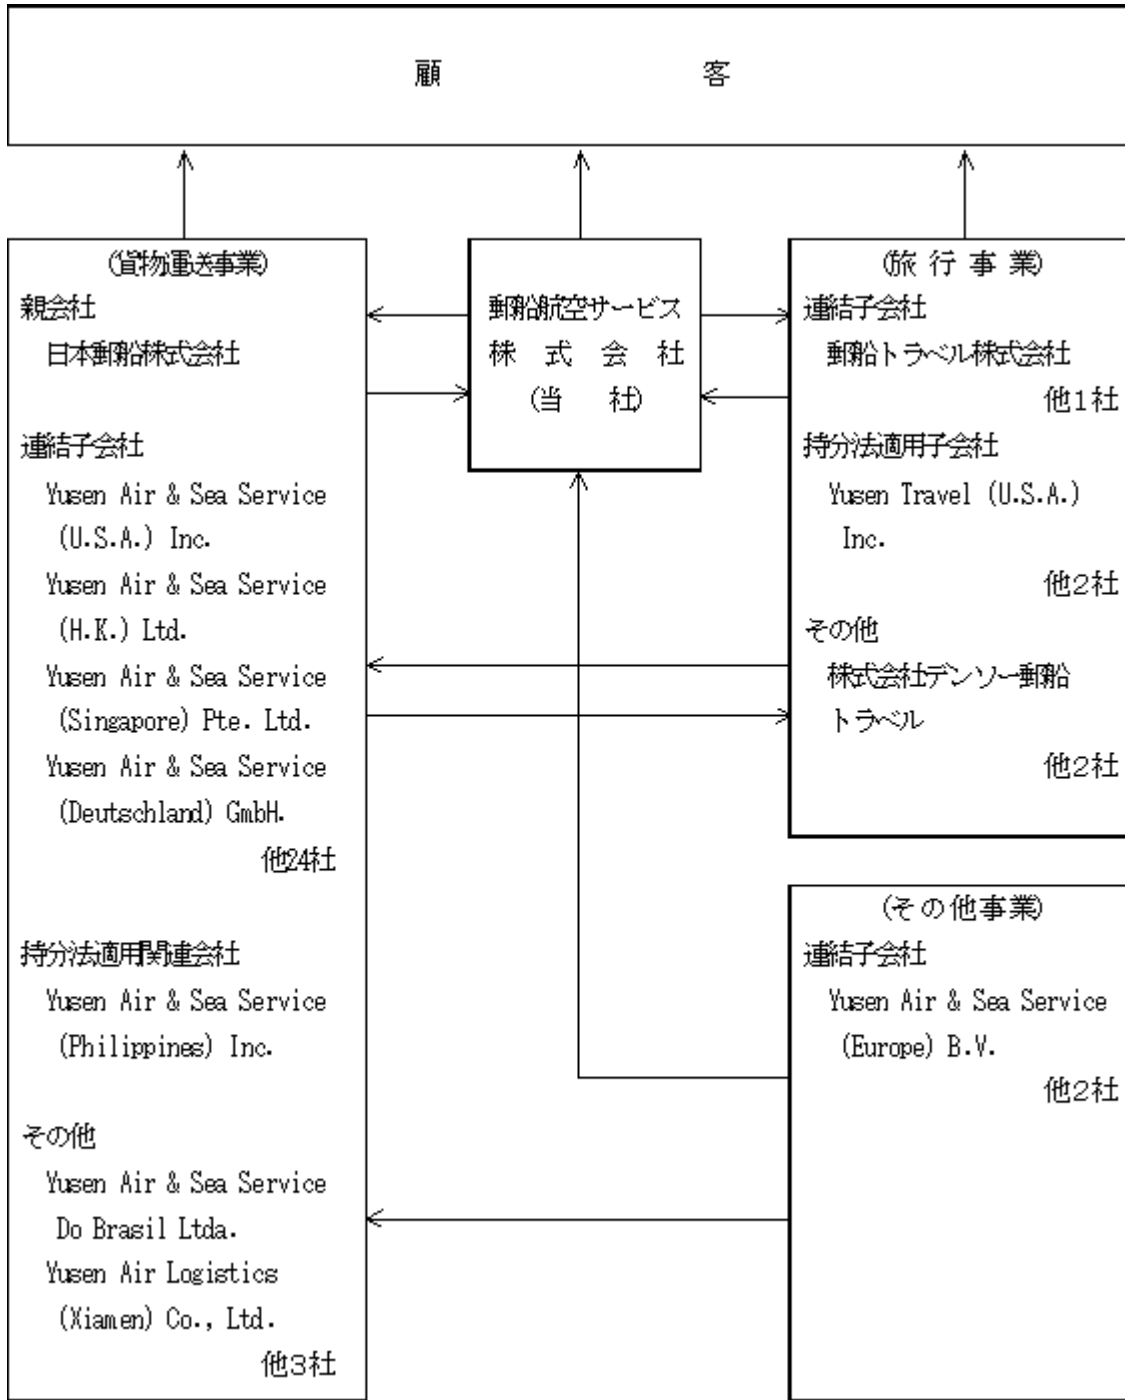 顧客
(貨物運送事業)
親会社
日本郵船株式会社
連結子会社
Yusen Air & Sea Service
(U.S.A.) Inc.
Yusen Air & Sea Service
(H.K.) Ltd.
Yusen Air & Sea Service
(Singapore) Pte. Ltd.
Yusen Air & Sea Service
(Deutschland) GmbH.
他24社
持分法適用関連会社
Yusen Air & Sea Service
(Philippines) Inc.
その他
Yusen Air & Sea Service
Do Brasil Ltda.
Yusen Air Logistics
(Xiamen) Co., Ltd.
他3社
郵船航空サービス
株式会社
(当社)
(旅行事業)
連結子会社
郵船トラベル株式会社
他1社
持分法適用子会社
Yusen Travel (U.S.A.)
Inc.
他2社
その他
株式会社デンソー郵船
トラベル
他2社
(その他事業)
連結子会社
Yusen Air & Sea Service
(Europe) B.V.
他2社